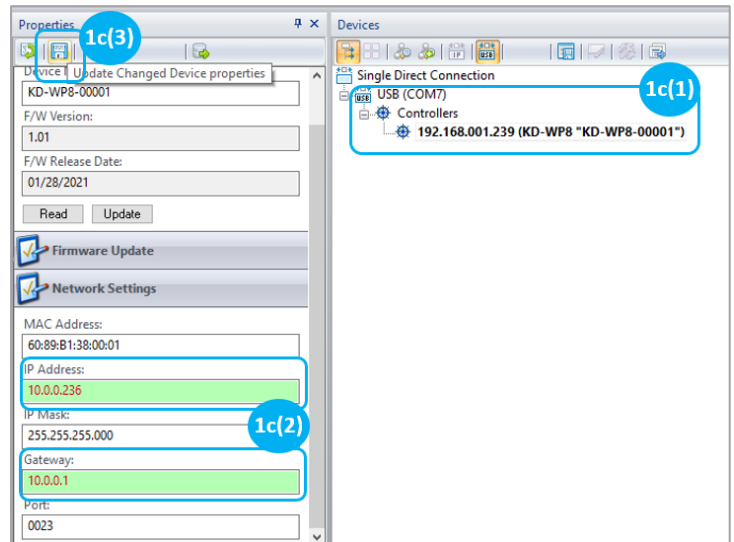 Properties
1c(3)
Update Changed Device properties
KD-WP8-00001
F/W Version:
1.01
F/W Release Date:
01/28/2021
Read Update
Firmware Update
Network Settings
MAC Address:
60:89:B1:38:00:01
IP Address:
10.0.0.236
IP Mask:
255.255.255.000
1c(2)
Gateway:
10.0.0.1
Port:
0023
Devices
Single Direct Connection
USB (COM7)
1c(1)
Controllers
192.168.001.239 (KD-WP8 "KD-WP8-00001")